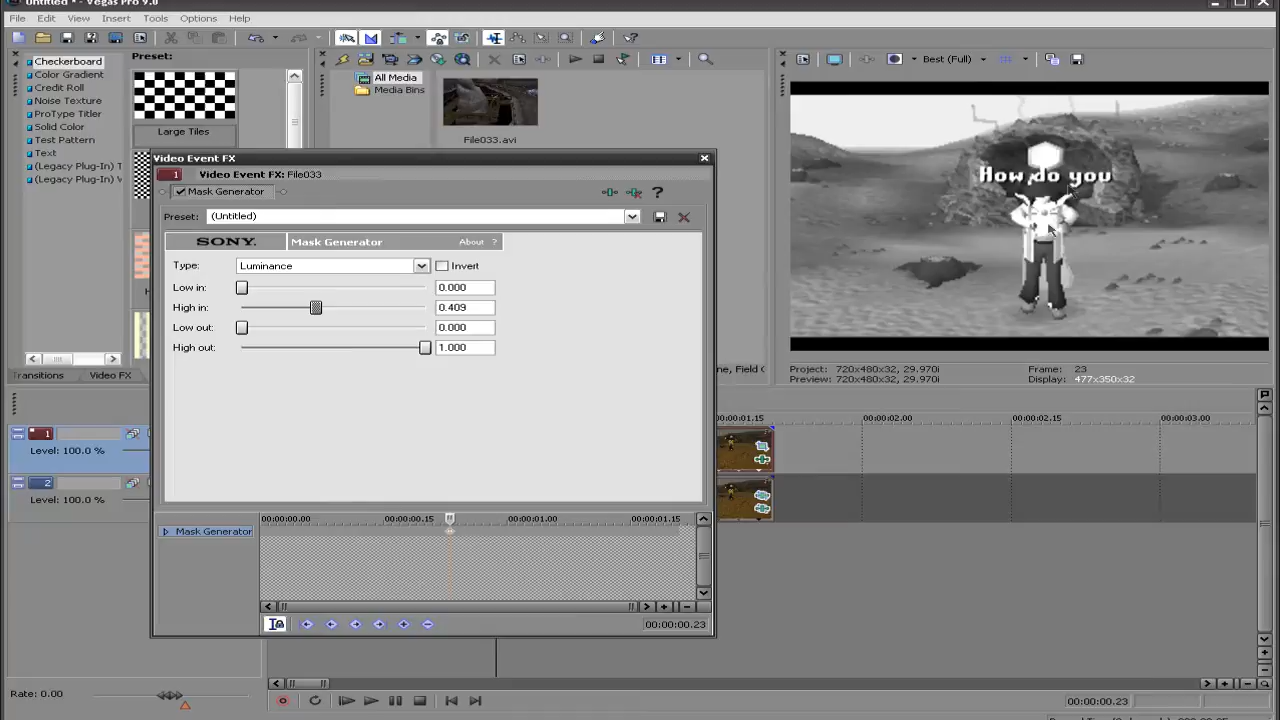 Untitled * - Vegas Pro 9.0
File Edit View Insert Tools Options Help
Checkerboard
Color Gradient
Credit Roll
Noise Texture
ProType Titler
Solid Color
Test Pattern
Text
(Legacy Plug-In) T
(Legacy Plug-In) V
Preset:
Large Tiles
All Media
Media Bins
File033.avi
Best (Full)
How do you
Video Event FX
1 Video Event FX: File033
Mask Generator
Preset: (Untitled)
SONY. Mask Generator About ?
Type: Luminance Invert
Low in: 0.000
High in: 0.409
Low out: 0.000
High out: 1.000
Transitions Video FX
ne, Field O
Project: 720x480x32, 29.970i Frame: 23
Preview: 720x480x32, 29.970i Display: 477x350x32
00:00:01.15 00:00:02.00 00:00:02.15 00:00:03.00
1
Level: 100.0 %
2
Level: 100.0 %
00:00:00.00 00:00:00.15 00:00:01.00 00:00:01.15
Mask Generator
00:00:00.23
Rate: 0.00
00:00:00.23